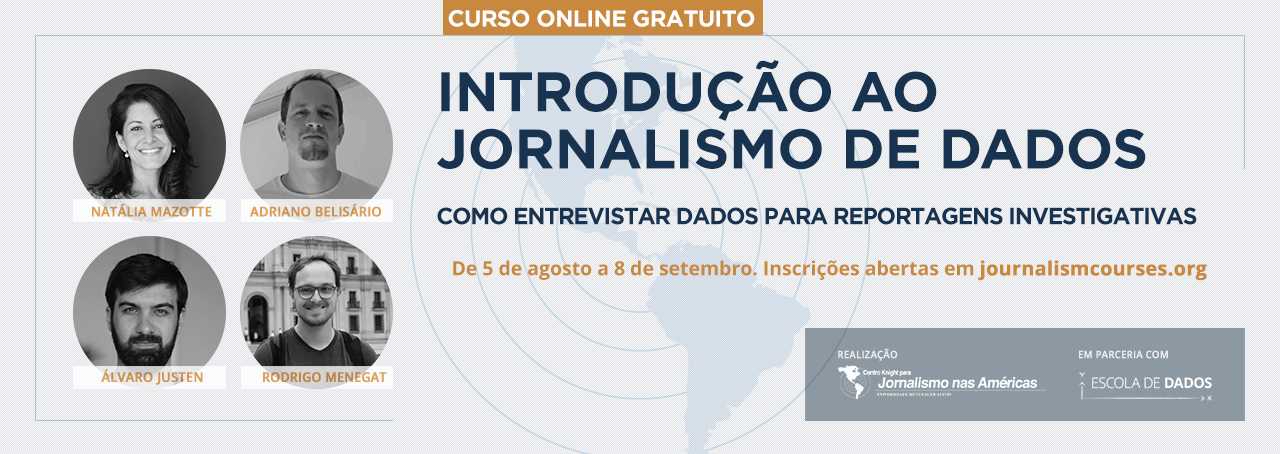 CURSO ONLINE GRATUITO
INTRODUÇÃO AO
JORNALISMO DE DADOS
COMO ENTREVISTAR DADOS PARA REPORTAGENS INVESTIGATIVAS
De 5 de agosto a 8 de setembro. Inscrições abertas em journalismcourses.org
NATÁLIA MAZOTTE
ADRIANO BELISÁRIO
ÁLVARO JUSTEN
RODRIGO MENEGAT
REALIZAÇÃO
Centro Knight para
Jornalismo nas Américas
EM PARCERIA COM
ESCOLA DE DADOS